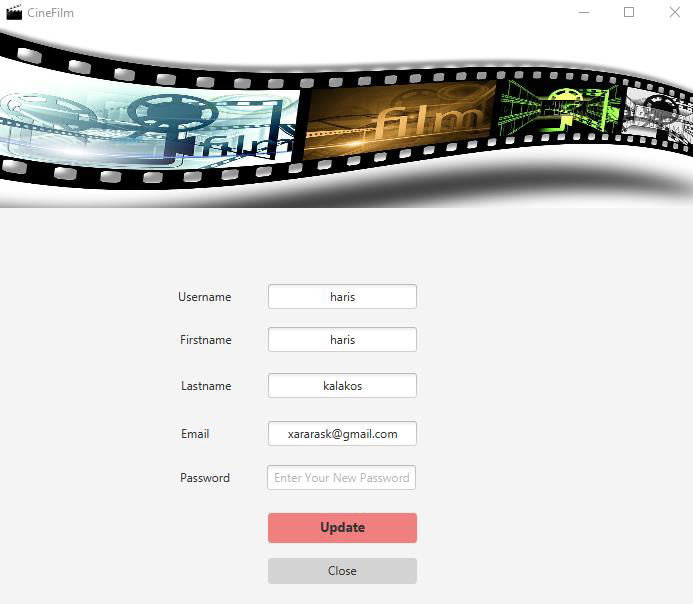 CineFilm
film
film
Username
haris
Firstname
haris
Lastname
kalakos
Email
xararask@gmail.com
Password
Enter Your New Password
Update
Close